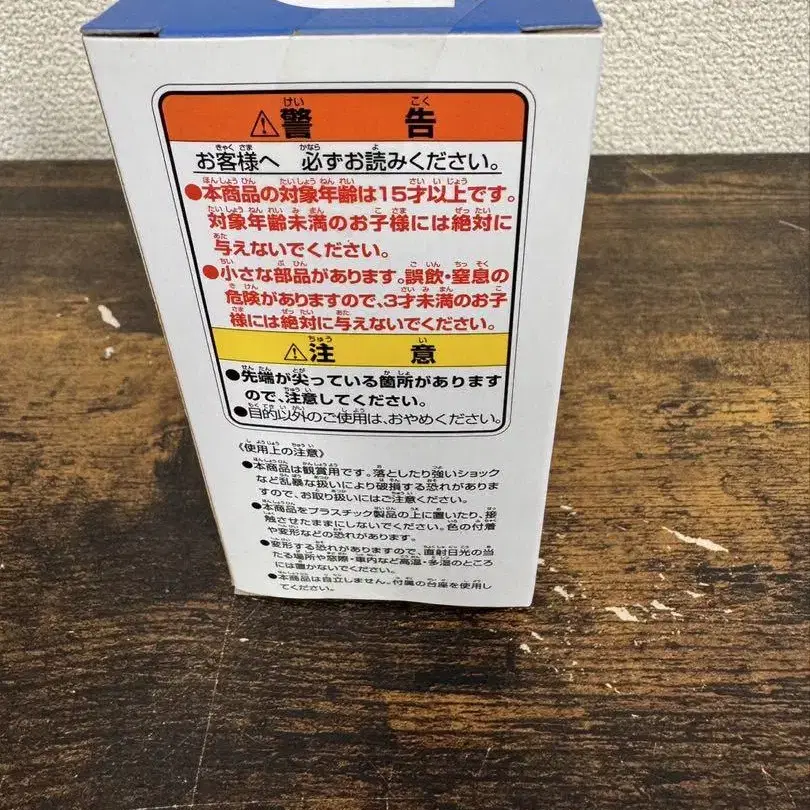 ⚠警告
お客様へ 必ずお読みください。
●本商品の対象年齢は15才以上です。
対象年齢未満のお子様には絶対に
与えないでください。
●小さな部品があります。誤飲・窒息の
危険がありますので、3才未満のお子
様には絶対に与えないでください。
⚠注意
●先端が尖っている箇所があります
ので、注意してください。
●目的以外のご使用は、おやめください。
《使用上の注意》
●本商品は観賞用です。落としたり強いショック
など乱暴な扱いにより破損する恐れがありま
すので、お取り扱いにはご注意ください。
●本商品をプラスチック製品の上に置いたり、接
触させたままにしないでください。色の付着
や変形などの恐れがあります。
●変形する恐れがありますので、直射日光の当
たる場所や窓際・車内など高温・多湿のところ
には置かないでください。
●本商品は自立しません。付属の台座を使用し
てください。